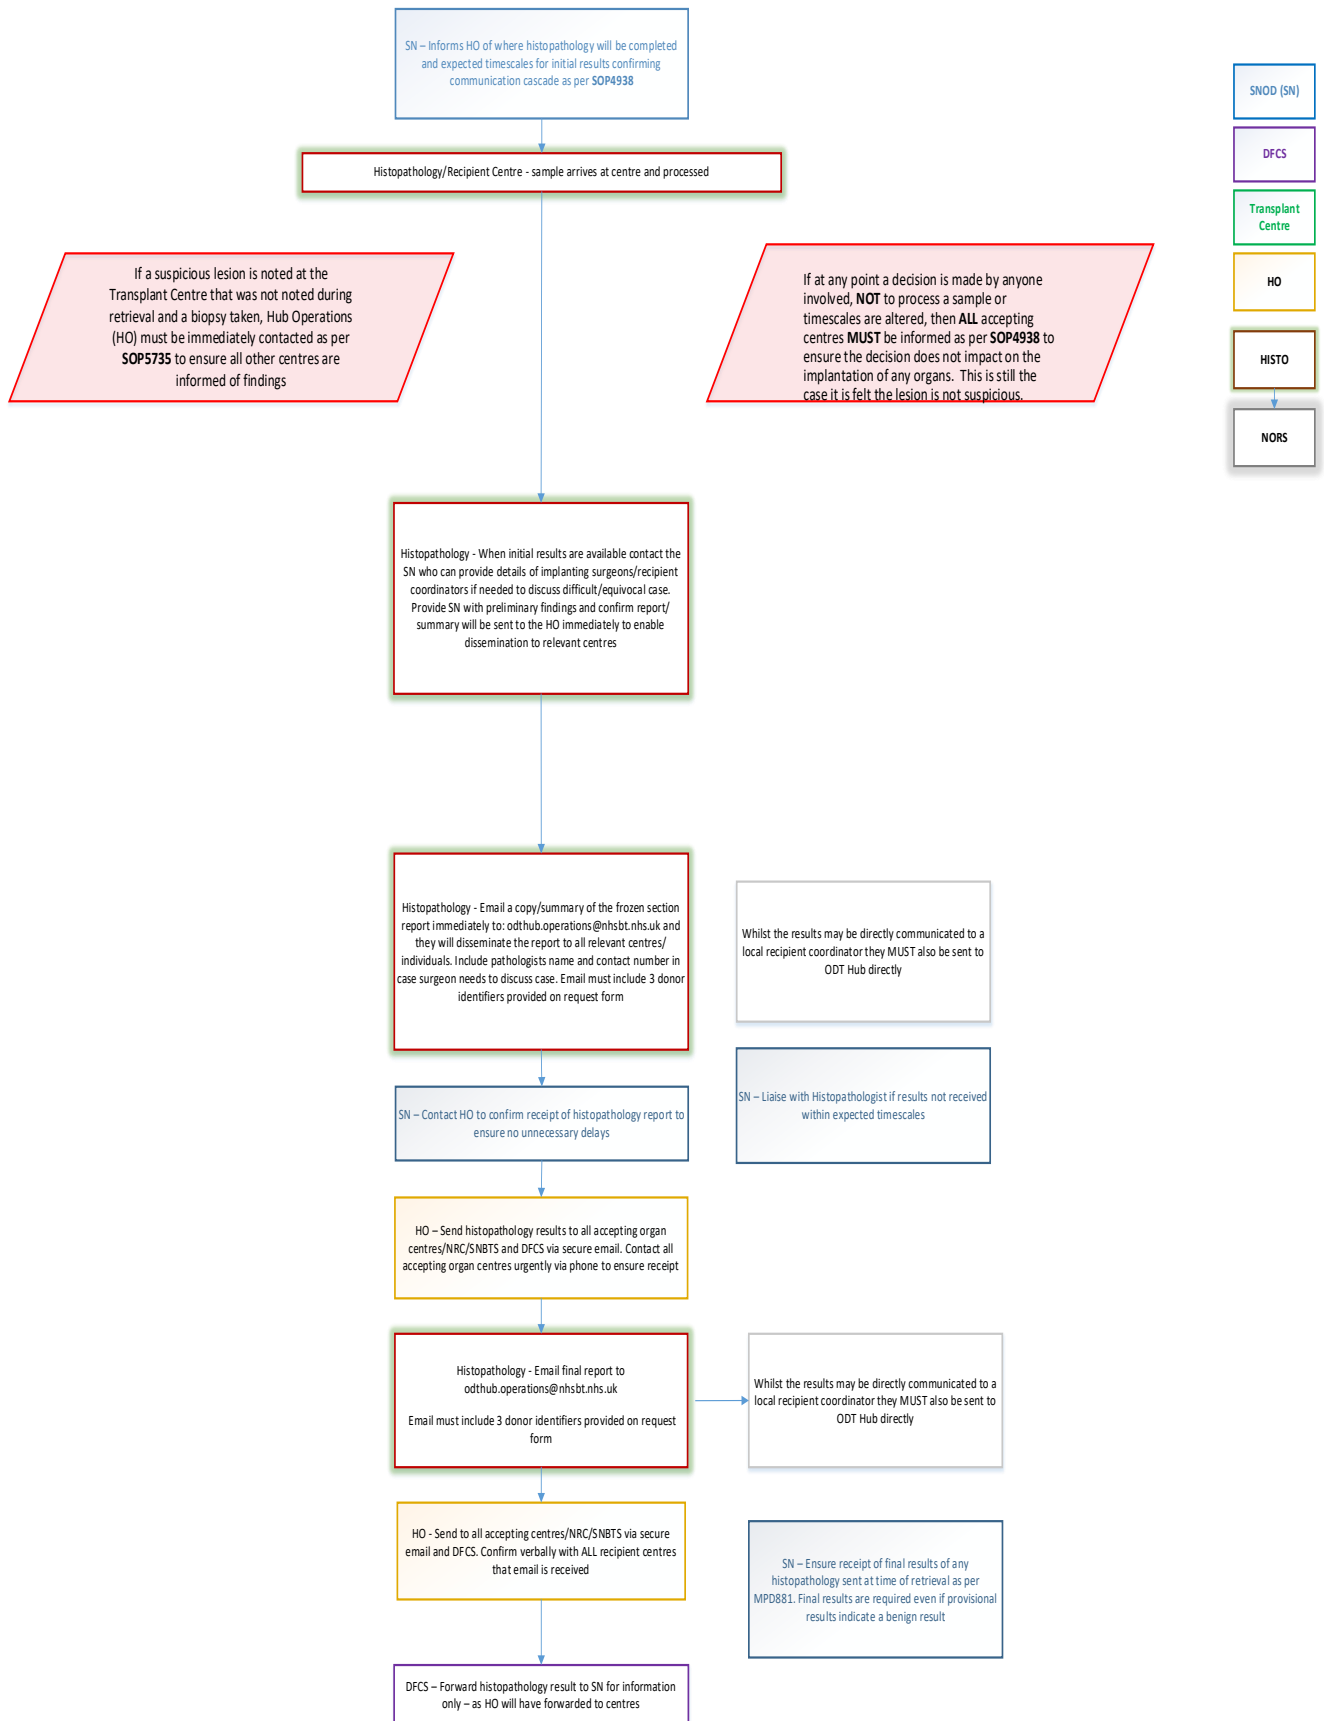 SN – Informs HO of where histopathology will be completed
and expected timescales for initial results confirming
communication cascade as per SOP4938
Histopathology/Recipient Centre - sample arrives at centre and processed
If a suspicious lesion is noted at the
Transplant Centre that was not noted during
retrieval and a biopsy taken, Hub Operations
(HO) must be immediately contacted as per
SOP5735 to ensure all other centres are
informed of findings
If at any point a decision is made by anyone
involved, NOT to process a sample or
timescales are altered, then ALL accepting
centres MUST be informed as per SOP4938 to
ensure the decision does not impact on the
implantation of any organs. This is still the
case it is felt the lesion is not suspicious.
SNOD (SN)
DFCS
Transplant
Centre
HO
HISTO
NORS
Histopathology - When initial results are available contact the
SN who can provide details of implanting surgeons/recipient
coordinators if needed to discuss difficult/equivocal case.
Provide SN with preliminary findings and confirm report/
summary will be sent to the HO immediately to enable
dissemination to relevant centres
Histopathology - Email a copy/summary of the frozen section
report immediately to: odthub.operations@nhsbt.nhs.uk and
they will disseminate the report to all relevant centres/
individuals. Include pathologists name and contact number in
case surgeon needs to discuss case. Email must include 3 donor
identifiers provided on request form
Whilst the results may be directly communicated to a
local recipient coordinator they MUST also be sent to
ODT Hub directly
SN – Contact HO to confirm receipt of histopathology report to
ensure no unnecessary delays
SN – Liaise with Histopathologist if results not received
within expected timescales
HO – Send histopathology results to all accepting organ
centres/NRC/SNBTS and DFCS via secure email. Contact all
accepting organ centres urgently via phone to ensure receipt
Histopathology - Email final report to
odthub.operations@nhsbt.nhs.uk
Email must include 3 donor identifiers provided on request
form
Whilst the results may be directly communicated to a
local recipient coordinator they MUST also be sent to
ODT Hub directly
HO - Send to all accepting centres/NRC/SNBTS via secure
email and DFCS. Confirm verbally with ALL recipient centres
that email is received
SN – Ensure receipt of final results of any
histopathology sent at time of retrieval as per
MPD881. Final results are required even if provisional
results indicate a benign result
DFCS – Forward histopathology result to SN for information
only – as HO will have forwarded to centres